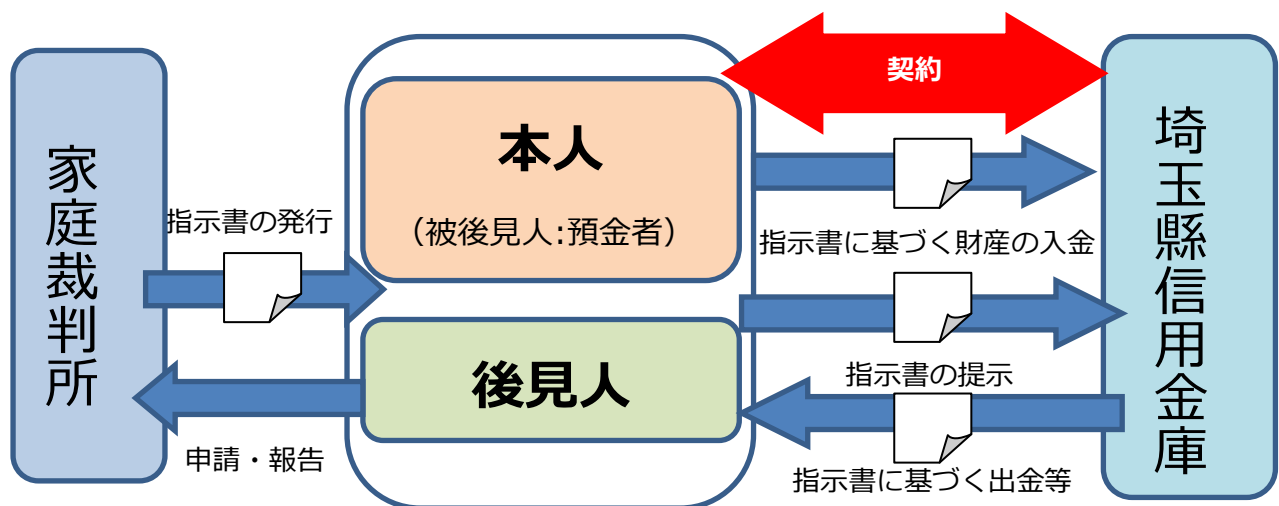 家庭裁判所
指示書の発行
申請・報告
本人
（被後見人:預金者）
後見人
契約
指示書に基づく財産の入金
指示書の提示
指示書に基づく出金等
埼玉縣信用金庫